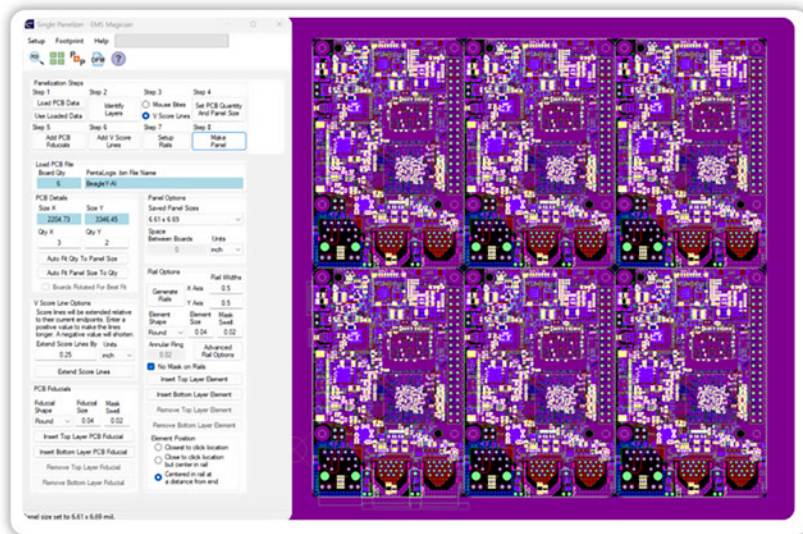 Single Panelizer - EMS Magician
Setup Footprint Help
Panelization Steps
Step 1 Step 2 Step 3 Step 4
Load PCB Data
Use Loaded Data
Identify
Layers
Mouse Bites
V Score Lines
Set PCB Quantity
And Panel Size
Step 5 Step 6 Step 7 Step 8
Add PCB
Fiducials
Add V Score
Lines
Setup
Rails
Make
Panel
Load PCB File
Board Qty PentaLogix .bm File Name
6 BeagleY-AI
PCB Details
Size X Size Y
2204.73 3346.45
Qty X Qty Y
3 2
Auto Fit Qty To Panel Size
Auto Fit Panel Size To Qty
Boards Rotated For Best Fit
V Score Line Options
Score lines will be extended relative
to their current endpoints. Enter a
positive value to make the lines
longer. A negative value will shorten.
Extend Score Lines By Units
0.25 inch
Extend Score Lines
PCB Fiducials
Fiducial
Shape
Fiducial
Size
Mask
Swell
Round 0.04 0.02
Insert Top Layer PCB Fiducial
Insert Bottom Layer PCB Fiducial
Remove Top Layer Fiducial
Remove Bottom Layer Fiducial
Panel Options
Saved Panel Sizes
6.61 x 6.69
Space
Between Boards Units
0 inch
Rail Options
Rail Widths
Generate
Rails
X Axis 0.5
Y Axis 0.5
Element
Shape
Element
Size
Mask
Swell
Round 0.04 0.02
Annular Ring
0.02
Advanced
Rail Options
No Mask on Rails
Insert Top Layer Element
Insert Bottom Layer Element
Remove Top Layer Element
Remove Bottom Layer Element
Element Position
Closest to click location
Close to click location
but center in rail
Centered in rail at
a distance from end
Panel size set to 6.61 x 6.69 mil.